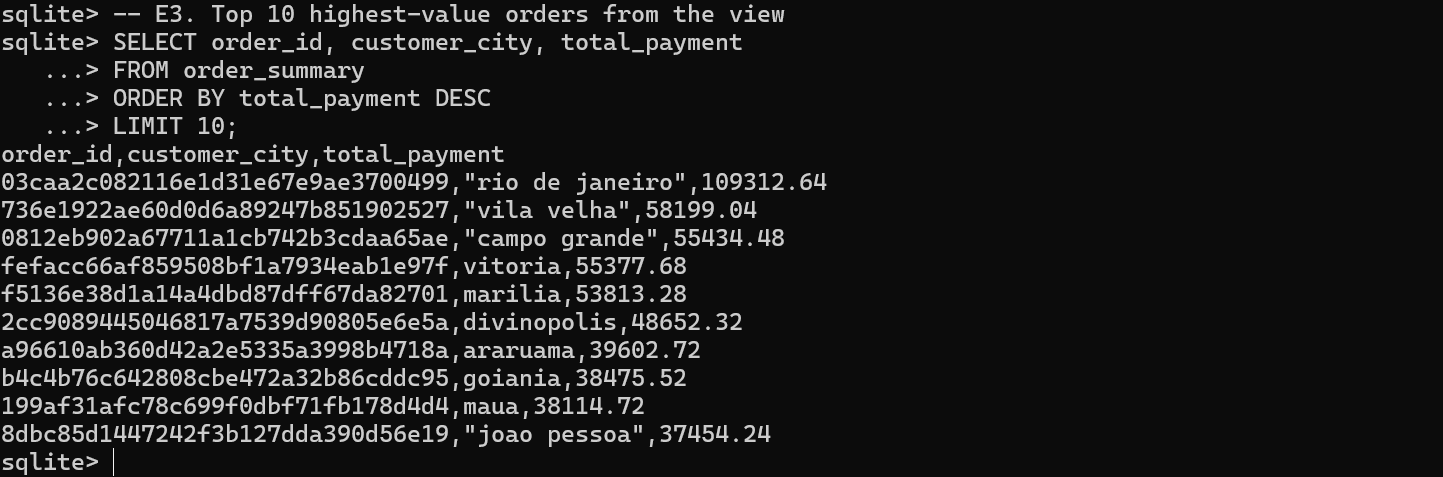 sqlite> -- E3. Top 10 highest-value orders from the view
sqlite> SELECT order_id, customer_city, total_payment
   ...> FROM order_summary
   ...> ORDER BY total_payment DESC
   ...> LIMIT 10;
order_id,customer_city,total_payment
03caa2c082116e1d31e67e9ae3700499,"rio de janeiro",109312.64
736e1922ae60d0d6a89247b851902527,"vila velha",58199.04
0812eb902a67711a1cb742b3cdaa65ae,"campo grande",55434.48
fefacc66af859508bf1a7934eab1e97f,vitoria,55377.68
f5136e38d1a14a4dbd87dff67da82701,marilia,53813.28
2cc9089445046817a7539d90805e6e5a,divinopolis,48652.32
a96610ab360d42a2e5335a3998b4718a,araruama,39602.72
b4c4b76c642808cbe472a32b86cddc95,goiania,38475.52
199af31afc78c699f0dbf71fb178d4d4,maua,38114.72
8dbc85d1447242f3b127dda390d56e19,"joao pessoa",37454.24
sqlite>